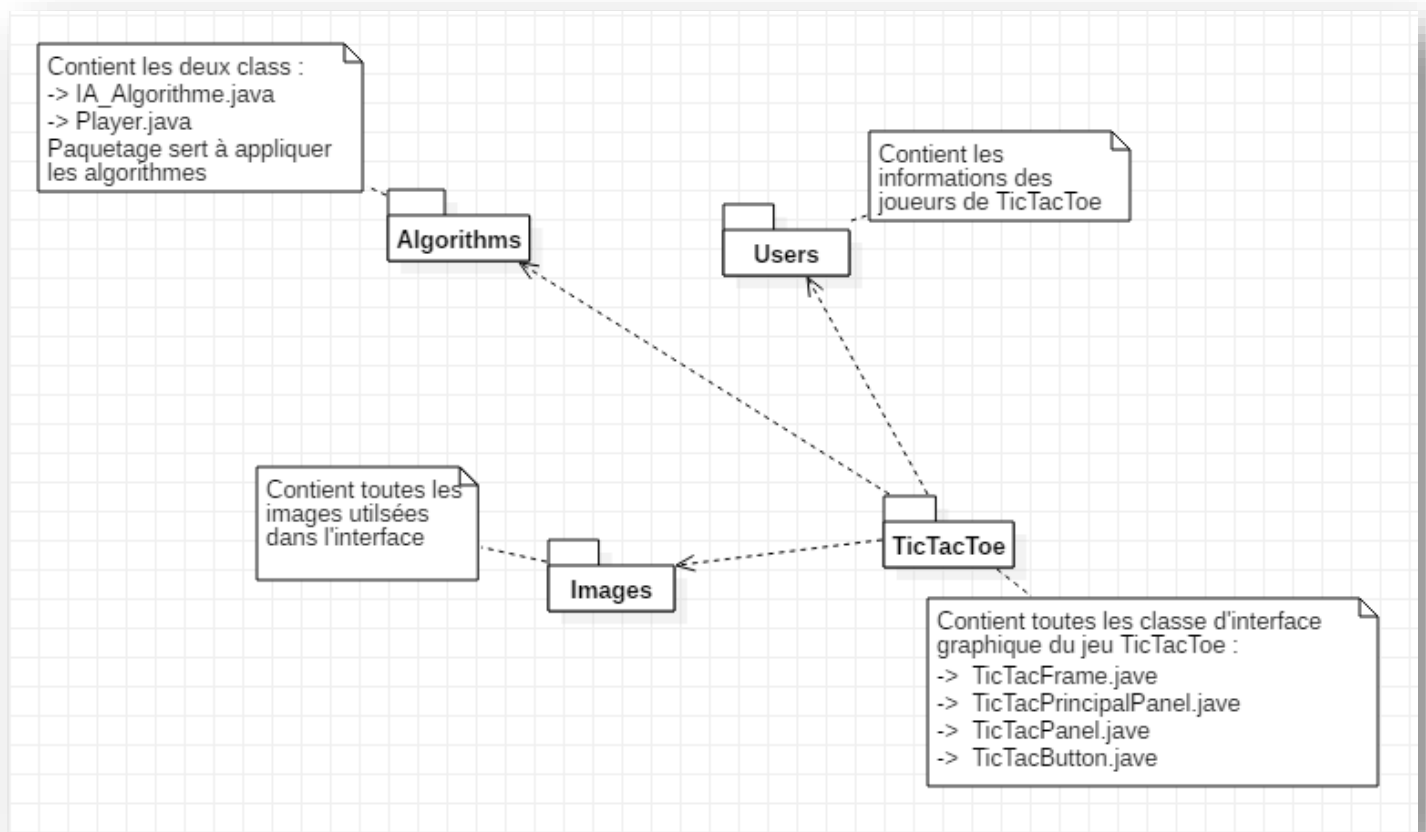 Contient les deux class :
-> IA_Algorithme.java
-> Player.java
Paquetage sert à appliquer
les algorithmes
Contient les
informations des
joueurs de TicTacToe
Algorithms
Users
Contient toutes les
images utilsées
dans l'interface
TicTacToe
Images
Contient toutes les classe d'interface
graphique du jeu TicTacToe :
-> TicTacFrame.jave
-> TicTacPrincipalPanel.jave
-> TicTacPanel.jave
-> TicTacButton.jave